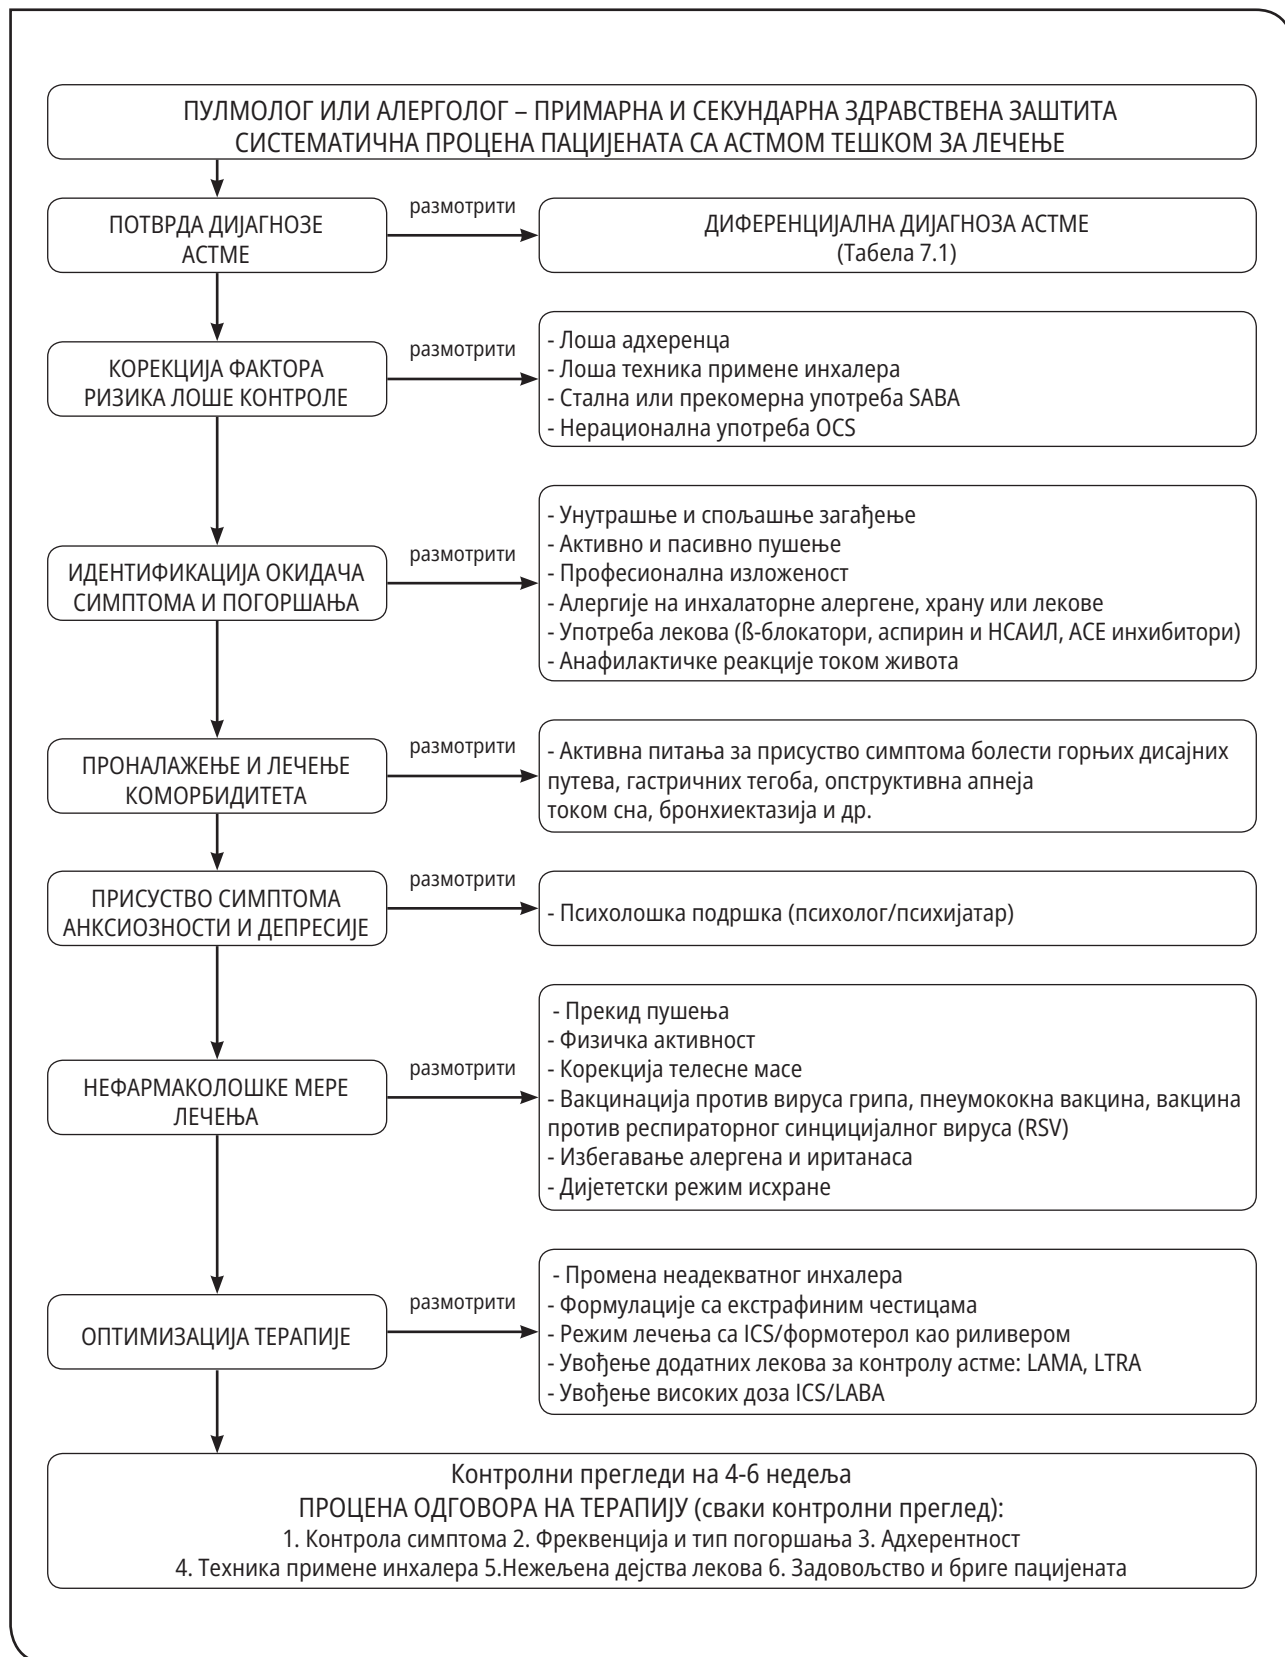 ПУЛМОЛОГ ИЛИ АЛЕРГОЛОГ – ПРИМАРНА И СЕКУНДАРНА ЗДРАВСТВЕНА ЗАШТИТА
СИСТЕМАТИЧНА ПРОЦЕНА ПАЦИЈЕНАТА СА АСТМОМ ТЕШКОМ ЗА ЛЕЧЕЊЕ
ПОТВРДА ДИЈАГНОЗЕ
АСТМЕ
размотрити
ДИФЕРЕНЦИЈАЛНА ДИЈАГНОЗА АСТМЕ
(Табела 7.1)
КОРЕКЦИЈА ФАКТОРА
РИЗИКА ЛОШЕ КОНТРОЛЕ
размотрити
- Лоша адхеренца
- Лоша техника примене инхалера
- Стална или прекомерна употреба SABA
- Нерационална употреба OCS
ИДЕНТИФИКАЦИЈА ОКИДАЧА
СИМПТОМА И ПОГОРШАЊА
размотрити
- Унутрашње и спољашње загађење
- Активно и пасивно пушење
- Професионална изложеност
- Алергије на инхалаторне алергене, храну или лекове
- Употреба лекова (ß-блокатори, аспирин и НСАИЛ, АСЕ инхибитори)
- Анафилактичке реакције током живота
ПРОНАЛАЖЕЊЕ И ЛЕЧЕЊЕ
КОМОРБИДИТЕТА
размотрити
- Активна питања за присуство симптома болести горњих дисајних
путева, гастричних тегоба, опструктивна апнеја
током сна, бронхиектазија и др.
ПРИСУСТВО СИМПТОМА
АНКСИОЗНОСТИ И ДЕПРЕСИЈЕ
размотрити
- Психолошка подршка (психолог/психијатар)
НЕФАРМАКОЛОШКЕ МЕРЕ
ЛЕЧЕЊА
размотрити
- Прекид пушења
- Физичка активност
- Корекција телесне масе
- Вакцинација против вируса грипа, пнеумококна вакцина, вакцина
против респираторног синцицијалног вируса (RSV)
- Избегавање алергена и иританаса
- Дијететски режим исхране
ОПТИМИЗАЦИЈА ТЕРАПИЈЕ
размотрити
- Промена неадекватног инхалера
- Формулације са екстрафиним честицама
- Режим лечења са ICS/формотерол као риливером
- Увођење додатних лекова за контролу астме: LAMA, LTRA
- Увођење високих доза ICS/LABA
Контролни прегледи на 4-6 недеља
ПРОЦЕНА ОДГОВОРА НА ТЕРАПИЈУ (сваки контролни преглед):
1. Контрола симптома 2. Фреквенција и тип погоршања 3. Адхерентност
4. Техника примене инхалера 5.Нежељена дејства лекова 6. Задовољство и бриге пацијената